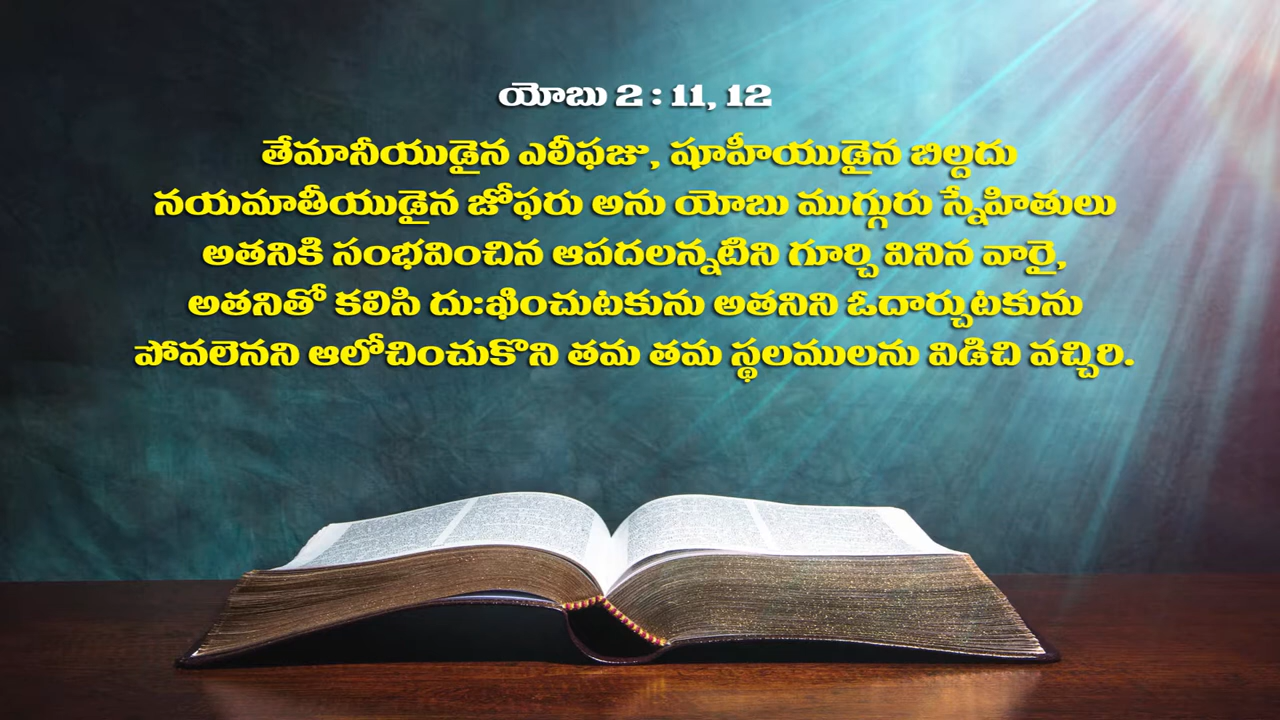 యోబు 2 : 11, 12
తేమానీయుడైన ఎలీఫజు, షూహీయుడైన బిల్దదు
నయమాతీయుడైన జోఫరు అను యోబు ముగ్గురు స్నేహితులు
అతనికి సంభవించిన ఆపదలన్నటిని గూర్చి వినిన వారై,
అతనితో కలిసి దు:ఖించుటకును అతనిని ఓదార్చుటకును
పోవలెనని ఆలోచించుకొని తమ తమ స్థలములను విడిచి వచ్చిరి.